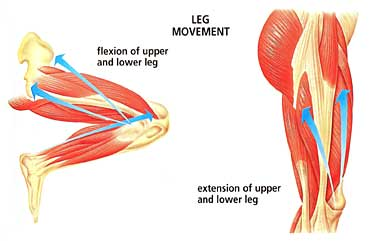 LEG
MOVEMENT
flexion of upper
and lower leg
extension of upper
and lower leg